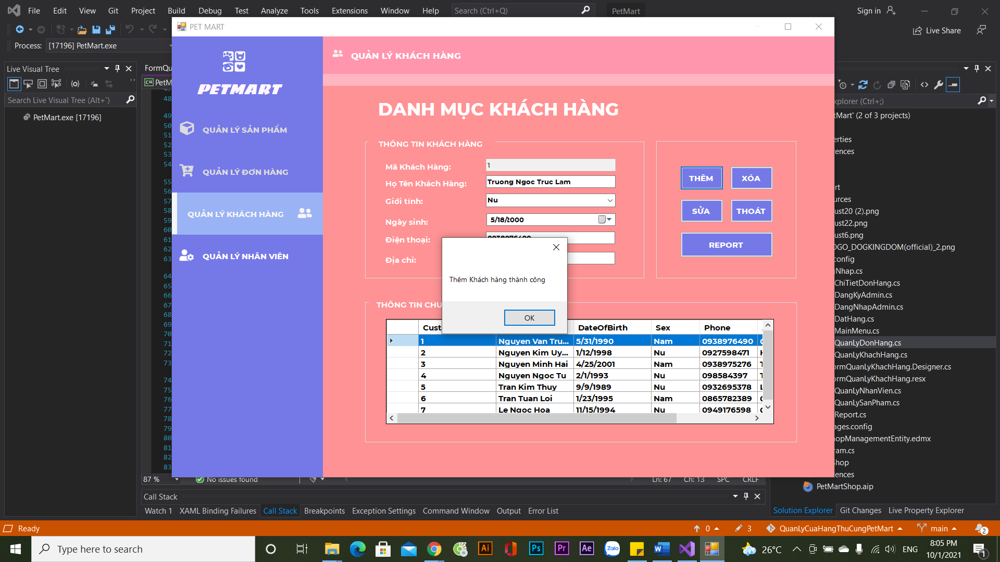 File Edit View Git Project Build Debug Test Analyze Tools Extensions Window Help Search (Ctrl+Q) PetMart Sign in
Live Share
Process: [17196] PetMart.exe
PET MART
Live Visual Tree
Search Live Visual Tree (Alt+`)
PetMart.exe [17196]
FormQu
C# PetM
48
49
50
51
52
53
54
55
56
57
58
59
60
61
62
63
64
65
66
67
68
69
70
71
72
73
74
75
76
77
78
79
80
81
82
83
PETMART
QUẢN LÝ SẢN PHẨM
QUẢN LÝ ĐƠN HÀNG
QUẢN LÝ KHÁCH HÀNG
QUẢN LÝ NHÂN VIÊN
QUẢN LÝ KHÁCH HÀNG
DANH MỤC KHÁCH HÀNG
THÔNG TIN KHÁCH HÀNG
Mã Khách Hàng: 1
Họ Tên Khách Hàng: Truong Ngoc Truc Lam
Giới tính: Nu
Ngày sinh: 5/18/2000
Điện thoại: 0938976490
Địa chỉ:
THÊM XÓA
SỬA THOÁT
REPORT
Thêm Khách hàng thành công
OK
THÔNG TIN CHU
Cust DateOfBirth Sex Phone
1 Nguyen Van Tru... 5/31/1990 Nam 0938976490
2 Nguyen Kim Uy... 1/12/1998 Nu 0927598471
3 Nguyen Minh Hai 4/25/2001 Nam 0938975276
4 Nguyen Ngoc Tu 2/1/1993 Nu 098584397
5 Tran Kim Thuy 9/9/1989 Nu 0932695378
6 Tran Tuan Loi 1/23/1995 Nam 0865782389
7 Le Ngoc Hoa 11/15/1994 Nu 0949176598
xplorer (Ctrl+;)
tMart' (2 of 3 projects)
erties
ences
rt
urces
ust20 (2).png
ust22.png
ust6.png
OGO_DOGKINGDOM(official)_2.png
config
Nhap.cs
ChiTietDonHang.cs
DangKyAdmin.cs
DangNhapAdmin.cs
DatHang.cs
MainMenu.cs
QuanLyDonHang.cs
QuanLyKhachHang.cs
ormQuanLyKhachHang.Designer.cs
ormQuanLyKhachHang.resx
QuanLyNhanVien.cs
QuanLySanPham.cs
Report.cs
ages.config
opManagementEntity.edmx
ram.cs
hop
ences
PetMartShop.aip
87 % No issues found Ln: 67 Ch: 13 SPC CRLF
Call Stack
Watch 1 XAML Binding Failures Call Stack Breakpoints Exception Settings Command Window Output Error List
Solution Explorer Git Changes Live Property Explorer
Ready 0 3 QuanLyCuaHangThuCungPetMart main 2
Type here to search
Ai Ps Pr Ae Zalo
26°C ENG
8:05 PM
10/1/2021
1